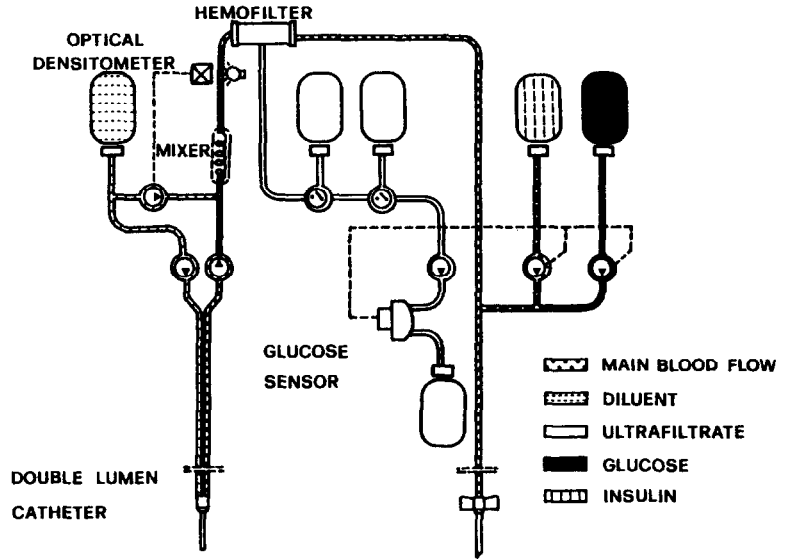 HEMOFILTER
OPTICAL
DENSITOMETER
MIXER
GLUCOSE
SENSOR
MAIN BLOOD FLOW
DILUENT
ULTRAFILTRATE
GLUCOSE
INSULIN
DOUBLE LUMEN
CATHETER